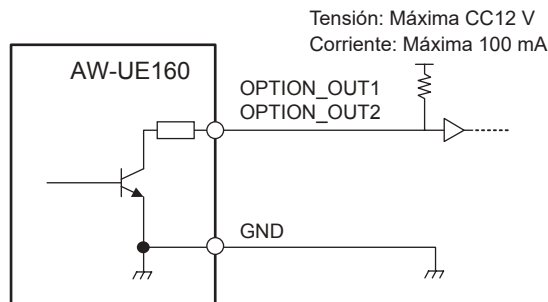 Tensión: Máxima CC12 V
Corriente: Máxima 100 mA
AW-UE160
OPTION_OUT1
OPTION_OUT2
GND